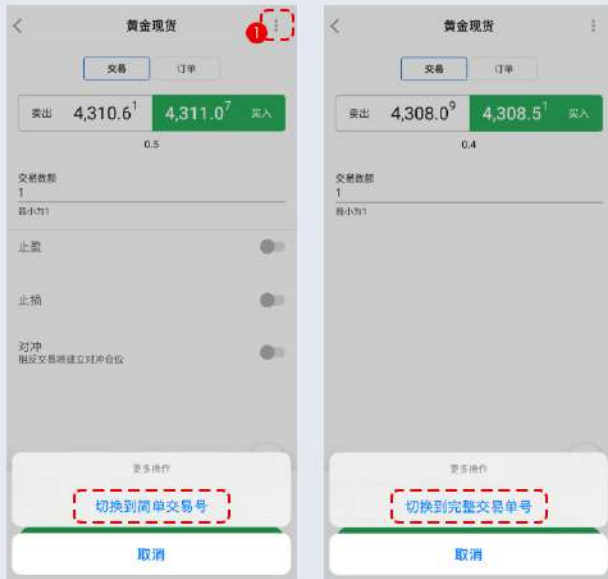 黄金现货
1
交易 订单
卖出 4,310.6¹ 4,311.0⁷ 买入
0.5
交易数额
1
最小为1
止盈
止损
对冲
相反交易将建立对冲仓位
更多操作
切换到简单交易号
取消
黄金现货
交易 订单
卖出 4,308.0⁹ 4,308.5¹ 买入
0.4
交易数额
1
最小为1
更多操作
切换到完整交易单号
取消